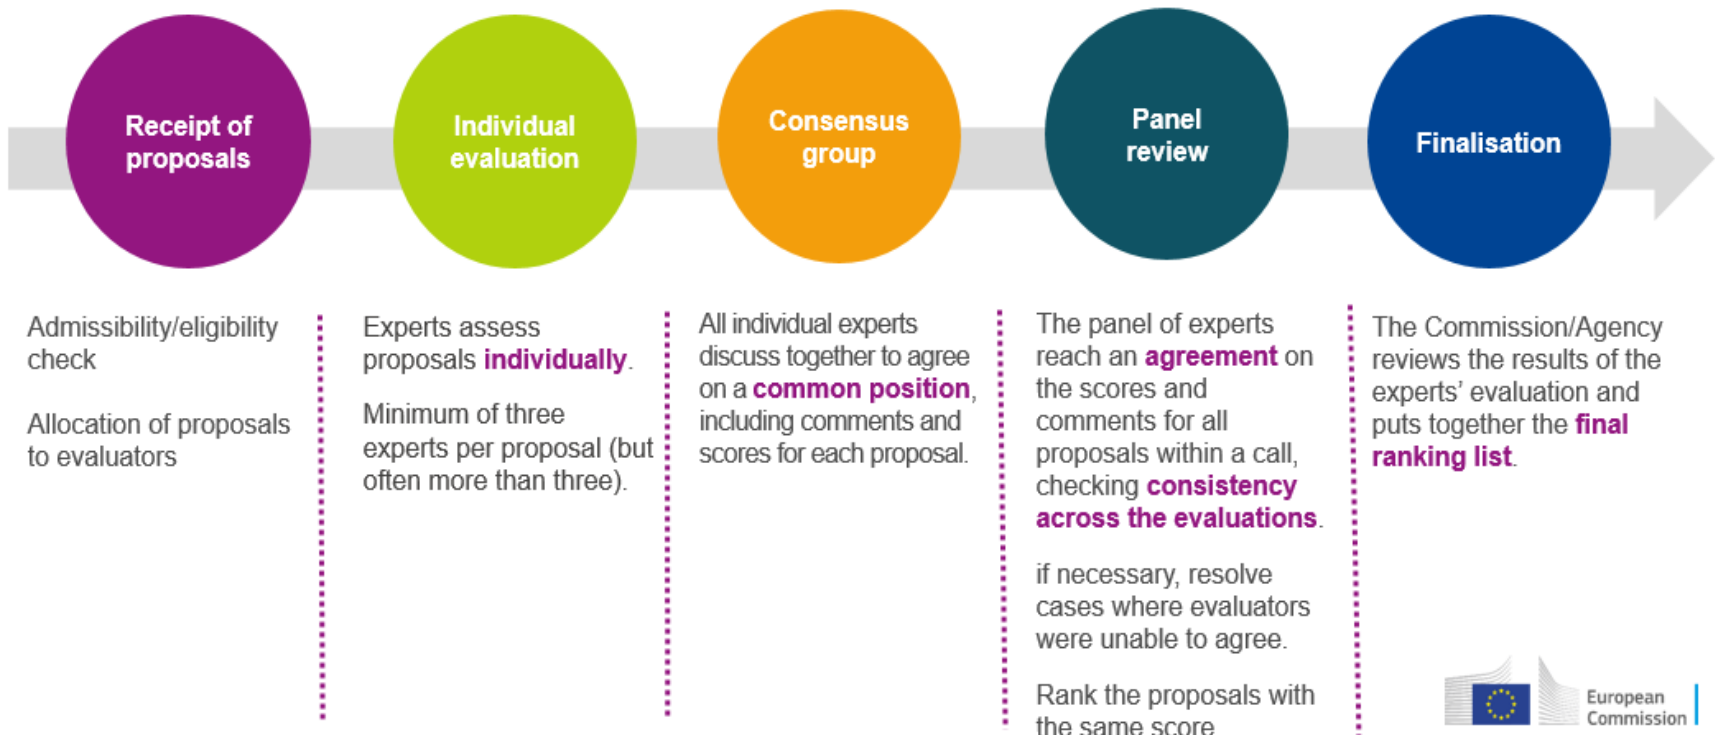 Receipt of
proposals
Individual
evaluation
Consensus
group
Panel
review
Finalisation
Admissibility/eligibility
check
Allocation of proposals
to evaluators
Experts assess
proposals individually.
Minimum of three
experts per proposal (but
often more than three).
All individual experts
discuss together to agree
on a common position,
including comments and
scores for each proposal.
The panel of experts
reach an agreement on
the scores and
comments for all
proposals within a call,
checking consistency
across the evaluations.
if necessary, resolve
cases where evaluators
were unable to agree.
Rank the proposals with
the same score
The Commission/Agency
reviews the results of the
experts' evaluation and
puts together the final
ranking list.
European
Commission